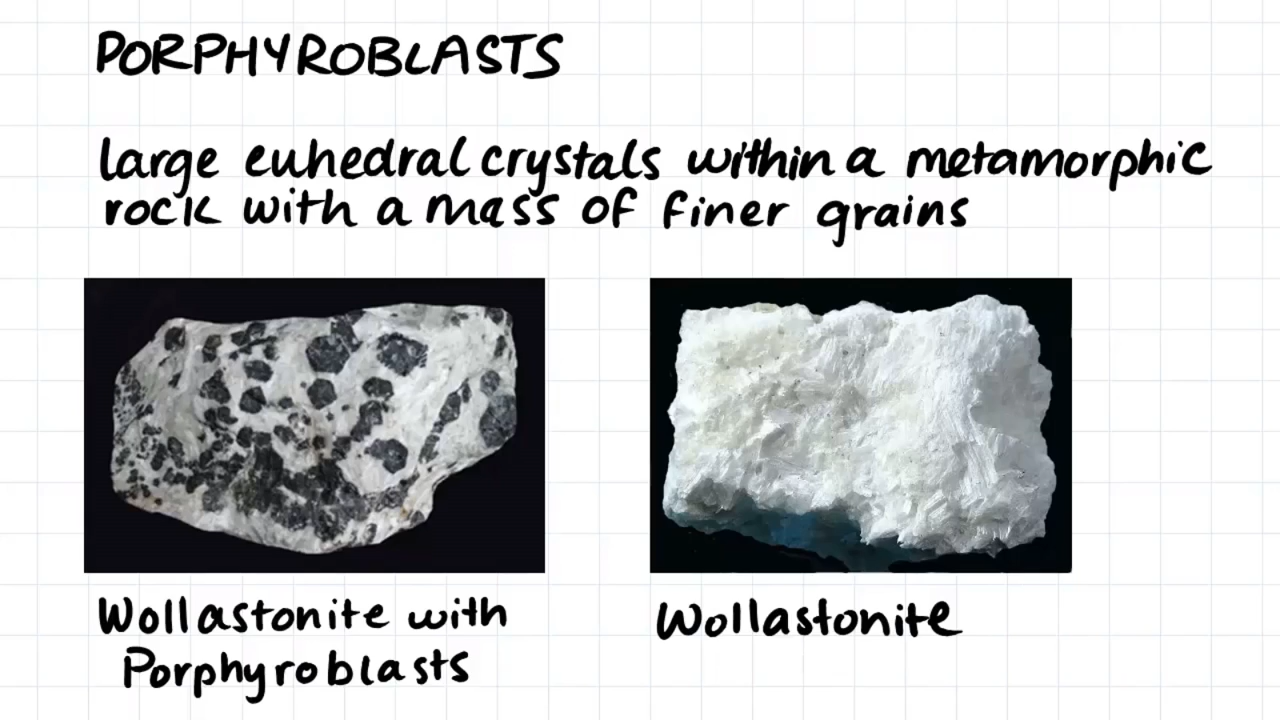 PORPHYROBLASTS
large euhedral crystals within a metamorphic
rock with a mass of finer grains
Wollastonite with
Porphyroblasts
Wollastonite